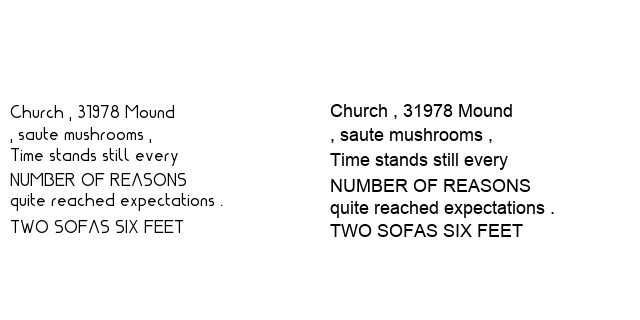 Church , 31978 Mound
, saute mushrooms ,
Time stands still every
NUMBER OF REASONS
quite reached expectations .
TWO SOFAS SIX FEET
Church , 31978 Mound
, saute mushrooms ,
Time stands still every
NUMBER OF REASONS
quite reached expectations .
TWO SOFAS SIX FEET